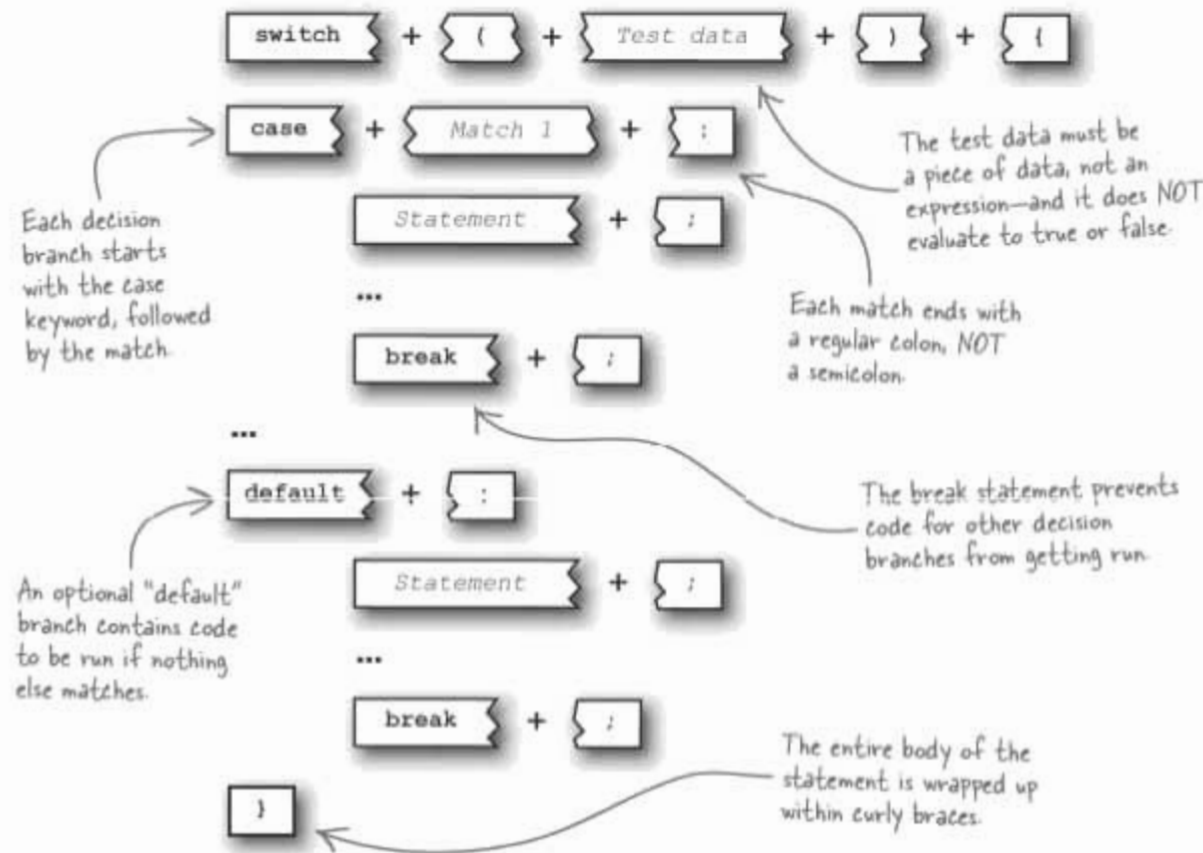 switch + ( + Test data + ) + {
case + Match 1 + :
The test data must be
a piece of data, not an
expression—and it does NOT
evaluate to true or false.
Each decision
branch starts
with the case
keyword, followed
by the match.
Statement + ;
...
Each match ends with
a regular colon, NOT
a semicolon.
break + ;
...
default + :
The break statement prevents
code for other decision
branches from getting run.
An optional "default"
branch contains code
to be run if nothing
else matches.
Statement + ;
...
break + ;
The entire body of the
statement is wrapped up
within curly braces.
}